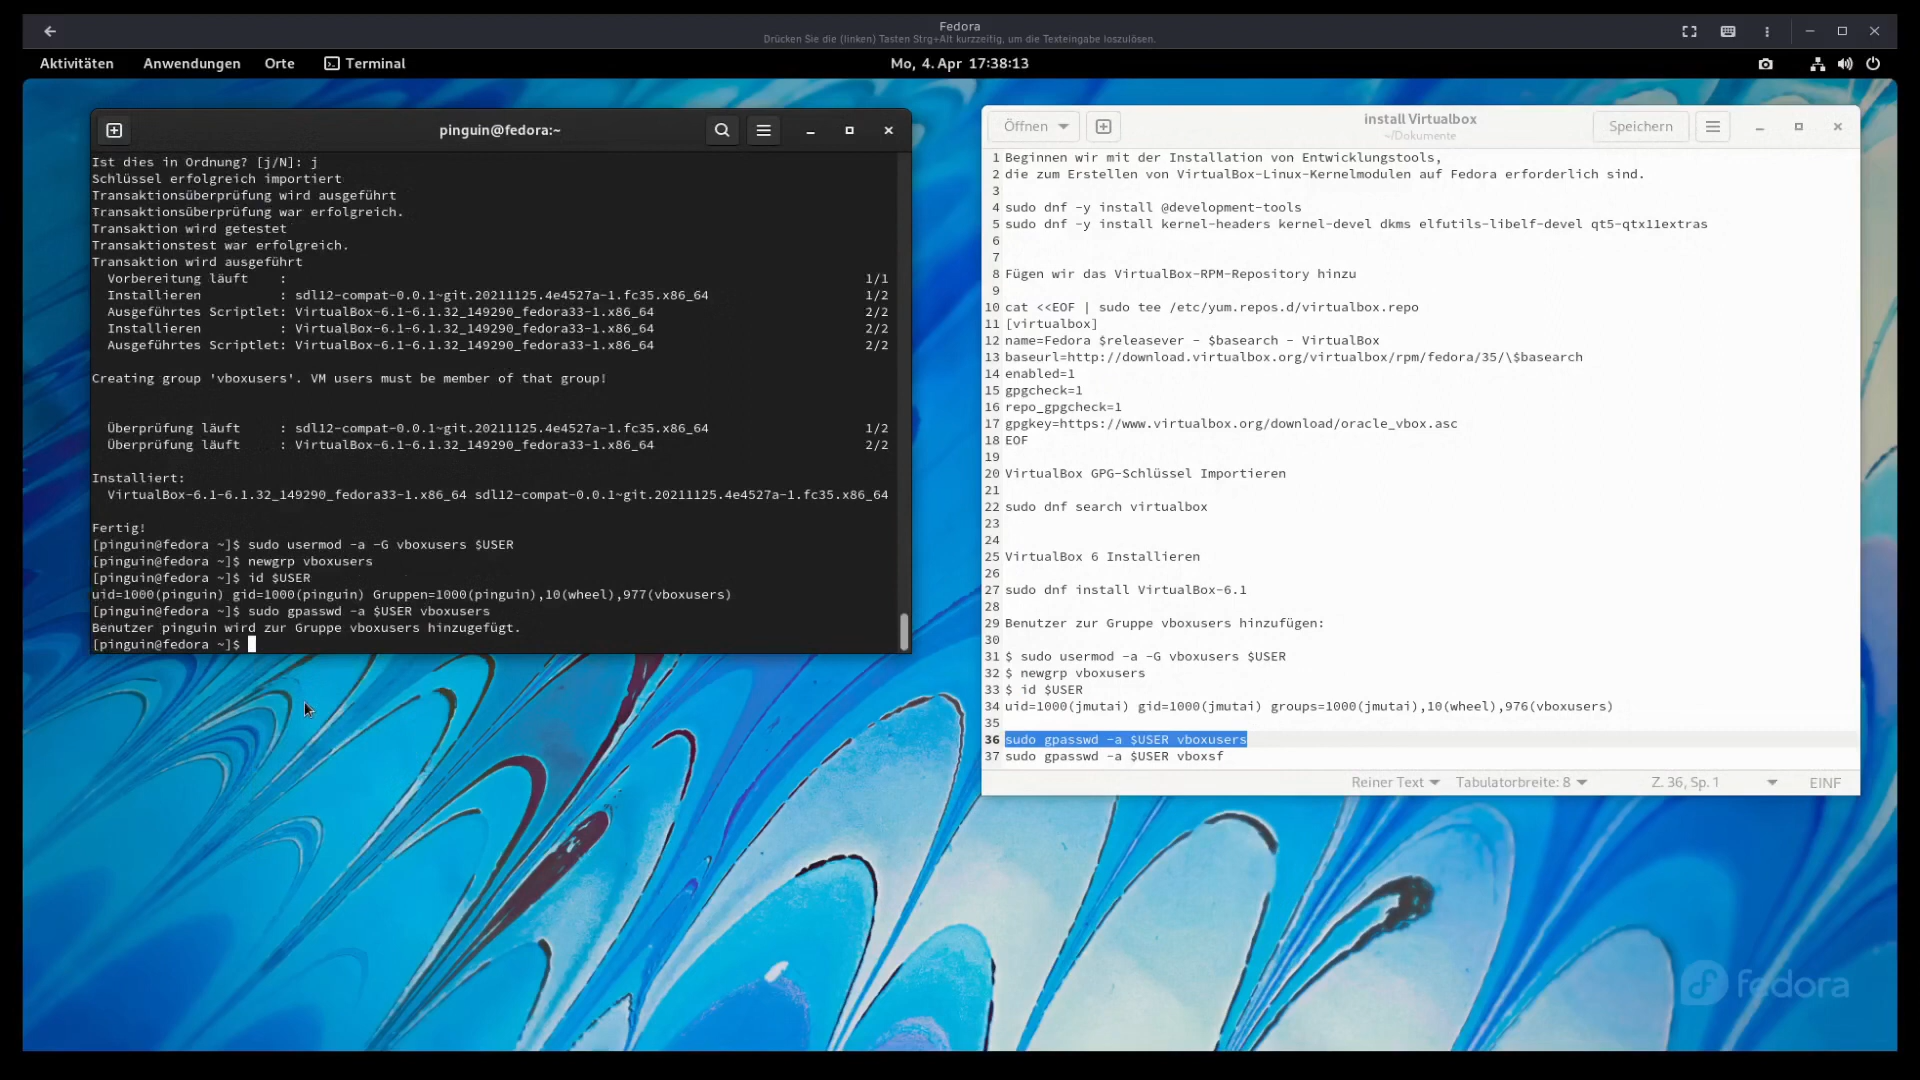 Fedora
Drücken Sie die (linken) Tasten Strg+Alt kurzzeitig, um die Texteingabe loszulösen.
Aktivitäten Anwendungen Orte Terminal Mo, 4. Apr 17:38:13
pinguin@fedora:~
Ist dies in Ordnung? [j/N]: j
Schlüssel erfolgreich importiert
Transaktionsüberprüfung wird ausgeführt
Transaktionsüberprüfung war erfolgreich.
Transaktion wird getestet
Transaktionstest war erfolgreich.
Transaktion wird ausgeführt
Vorbereitung läuft : 1/1
Installieren : sdl12-compat-0.0.1~git.20211125.4e4527a-1.fc35.x86_64 1/2
Ausgeführtes Scriptlet: VirtualBox-6.1-6.1.32_149290_fedora33-1.x86_64 2/2
Installieren : VirtualBox-6.1-6.1.32_149290_fedora33-1.x86_64 2/2
Ausgeführtes Scriptlet: VirtualBox-6.1-6.1.32_149290_fedora33-1.x86_64 2/2
Creating group 'vboxusers'. VM users must be member of that group!
Überprüfung läuft : sdl12-compat-0.0.1~git.20211125.4e4527a-1.fc35.x86_64 1/2
Überprüfung läuft : VirtualBox-6.1-6.1.32_149290_fedora33-1.x86_64 2/2
Installiert:
VirtualBox-6.1-6.1.32_149290_fedora33-1.x86_64 sdl12-compat-0.0.1~git.20211125.4e4527a-1.fc35.x86_64
Fertig!
[pinguin@fedora ~]$ sudo usermod -a -G vboxusers $USER
[pinguin@fedora ~]$ newgrp vboxusers
[pinguin@fedora ~]$ id $USER
uid=1000(pinguin) gid=1000(pinguin) Gruppen=1000(pinguin),10(wheel),977(vboxusers)
[pinguin@fedora ~]$ sudo gpasswd -a $USER vboxusers
Benutzer pinguin wird zur Gruppe vboxusers hinzugefügt.
[pinguin@fedora ~]$
Öffnen install Virtualbox Speichern
~/Dokumente
1 Beginnen wir mit der Installation von Entwicklungstools,
2 die zum Erstellen von VirtualBox-Linux-Kernelmodulen auf Fedora erforderlich sind.
3
4 sudo dnf -y install @development-tools
5 sudo dnf -y install kernel-headers kernel-devel dkms elfutils-libelf-devel qt5-qtx11extras
6
7
8 Fügen wir das VirtualBox-RPM-Repository hinzu
9
10 cat <<EOF | sudo tee /etc/yum.repos.d/virtualbox.repo
11 [virtualbox]
12 name=Fedora $releasever - $basearch - VirtualBox
13 baseurl=http://download.virtualbox.org/virtualbox/rpm/fedora/35/\$basearch
14 enabled=1
15 gpgcheck=1
16 repo_gpgcheck=1
17 gpgkey=https://www.virtualbox.org/download/oracle_vbox.asc
18 EOF
19
20 VirtualBox GPG-Schlüssel Importieren
21
22 sudo dnf search virtualbox
23
24
25 VirtualBox 6 Installieren
26
27 sudo dnf install VirtualBox-6.1
28
29 Benutzer zur Gruppe vboxusers hinzufügen:
30
31 $ sudo usermod -a -G vboxusers $USER
32 $ newgrp vboxusers
33 $ id $USER
34 uid=1000(jmutai) gid=1000(jmutai) groups=1000(jmutai),10(wheel),976(vboxusers)
35
36 sudo gpasswd -a $USER vboxusers
37 sudo gpasswd -a $USER vboxsf
Reiner Text Tabulatorbreite: 8 Z. 36, Sp. 1 EINF
fedora